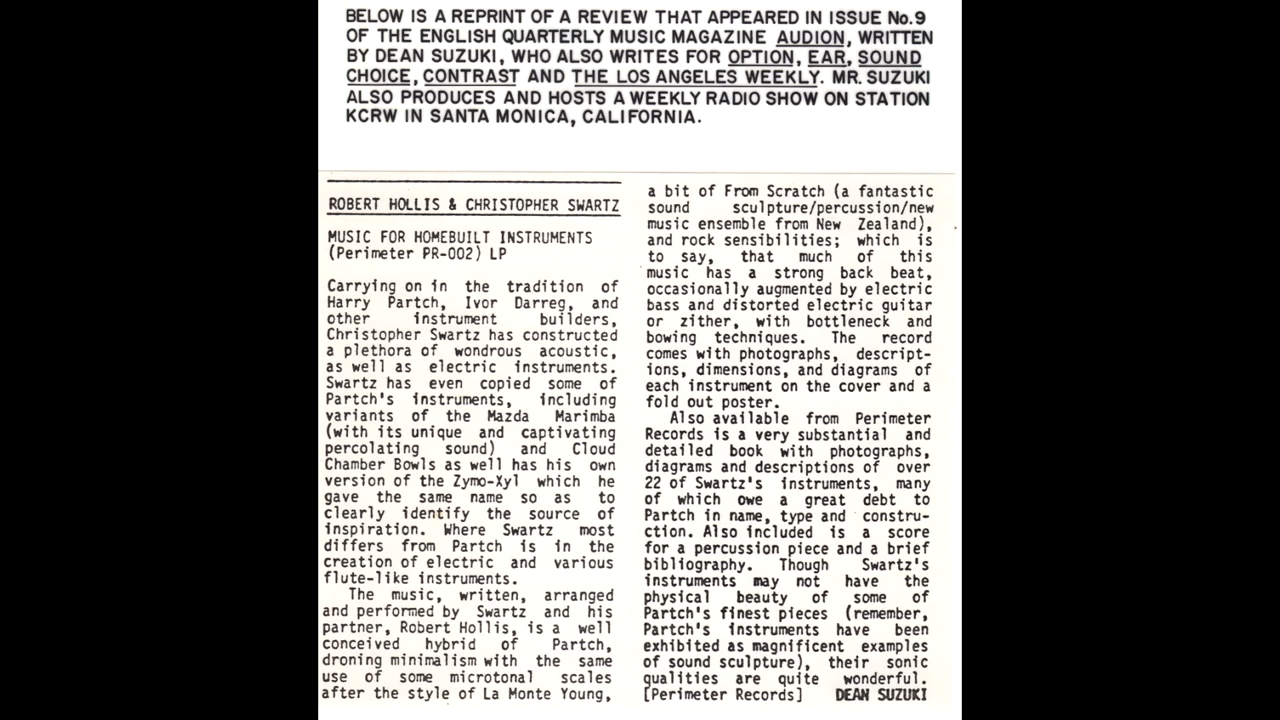 BELOW IS A REPRINT OF A REVIEW THAT APPEARED IN ISSUE No.9
OF THE ENGLISH QUARTERLY MUSIC MAGAZINE AUDION, WRITTEN
BY DEAN SUZUKI, WHO ALSO WRITES FOR OPTION, EAR, SOUND
CHOICE, CONTRAST AND THE LOS ANGELES WEEKLY. MR. SUZUKI
ALSO PRODUCES AND HOSTS A WEEKLY RADIO SHOW ON STATION
KCRW IN SANTA MONICA, CALIFORNIA.
ROBERT HOLLIS & CHRISTOPHER SWARTZ
MUSIC FOR HOMEBUILT INSTRUMENTS
(Perimeter PR-002) LP
Carrying on in the tradition of
Harry Partch, Ivor Darreg, and
other instrument builders,
Christopher Swartz has constructed
a plethora of wondrous acoustic,
as well as electric instruments.
Swartz has even copied some of
Partch's instruments, including
variants of the Mazda Marimba
(with its unique and captivating
percolating sound) and Cloud
Chamber Bowls as well has his own
version of the Zymo-Xyl which he
gave the same name so as to
clearly identify the source of
inspiration. Where Swartz most
differs from Partch is in the
creation of electric and various
flute-like instruments.
The music, written, arranged
and performed by Swartz and his
partner, Robert Hollis, is a well
conceived hybrid of Partch,
droning minimalism with the same
use of some microtonal scales
after the style of La Monte Young,
a bit of From Scratch (a fantastic
sound sculpture/percussion/new
music ensemble from New Zealand),
and rock sensibilities; which is
to say, that much of this
music has a strong back beat,
occasionally augmented by electric
bass and distorted electric guitar
or zither, with bottleneck and
bowing techniques. The record
comes with photographs, descript-
ions, dimensions, and diagrams of
each instrument on the cover and a
fold out poster.
Also available from Perimeter
Records is a very substantial and
detailed book with photographs,
diagrams and descriptions of over
22 of Swartz's instruments, many
of which owe a great debt to
Partch in name, type and constru-
ction. Also included is a score
for a percussion piece and a brief
bibliography. Though Swartz's
instruments may not have the
physical beauty of some of
Partch's finest pieces (remember,
Partch's instruments have been
exhibited as magnificent examples
of sound sculpture), their sonic
qualities are quite wonderful.
[Perimeter Records] DEAN SUZUKI